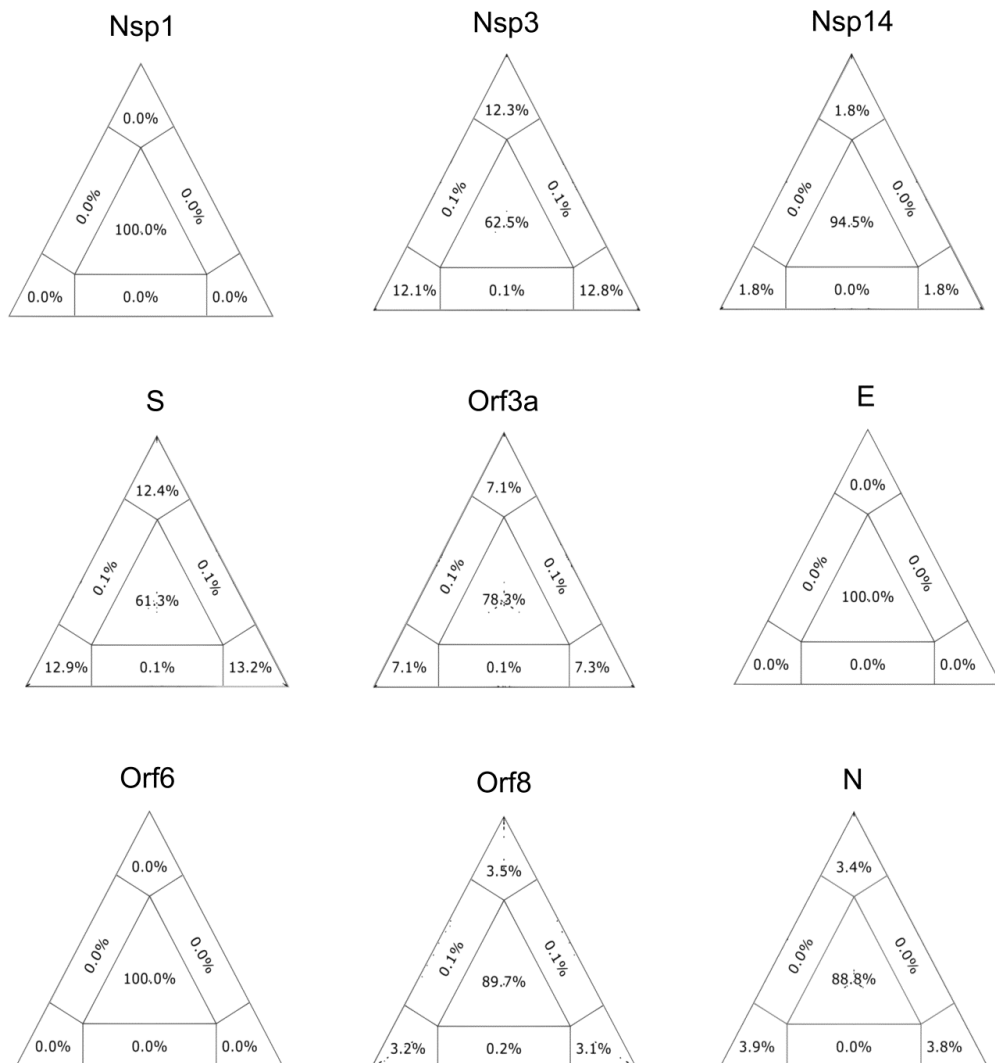 Nsp1 Nsp3 Nsp14
0.0% 12.3% 1.8%
0.0% 0.0% 0.1% 0.1% 0.0% 0.0%
100.0% 62.5% 94.5%
0.0% 0.0% 0.0% 12.1% 0.1% 12.8% 1.8% 0.0% 1.8%
S Orf3a E
12.4% 7.1% 0.0%
0.1% 0.1% 0.1% 0.1% 0.0% 0.0%
61.3% 78.3% 100.0%
12.9% 0.1% 13.2% 7.1% 0.1% 7.3% 0.0% 0.0% 0.0%
Orf6 Orf8 N
0.0% 3.5% 3.4%
0.0% 0.0% 0.1% 0.1% 0.0% 0.0%
100.0% 89.7% 88.8%
0.0% 0.0% 0.0% 3.2% 0.2% 3.1% 3.9% 0.0% 3.8%